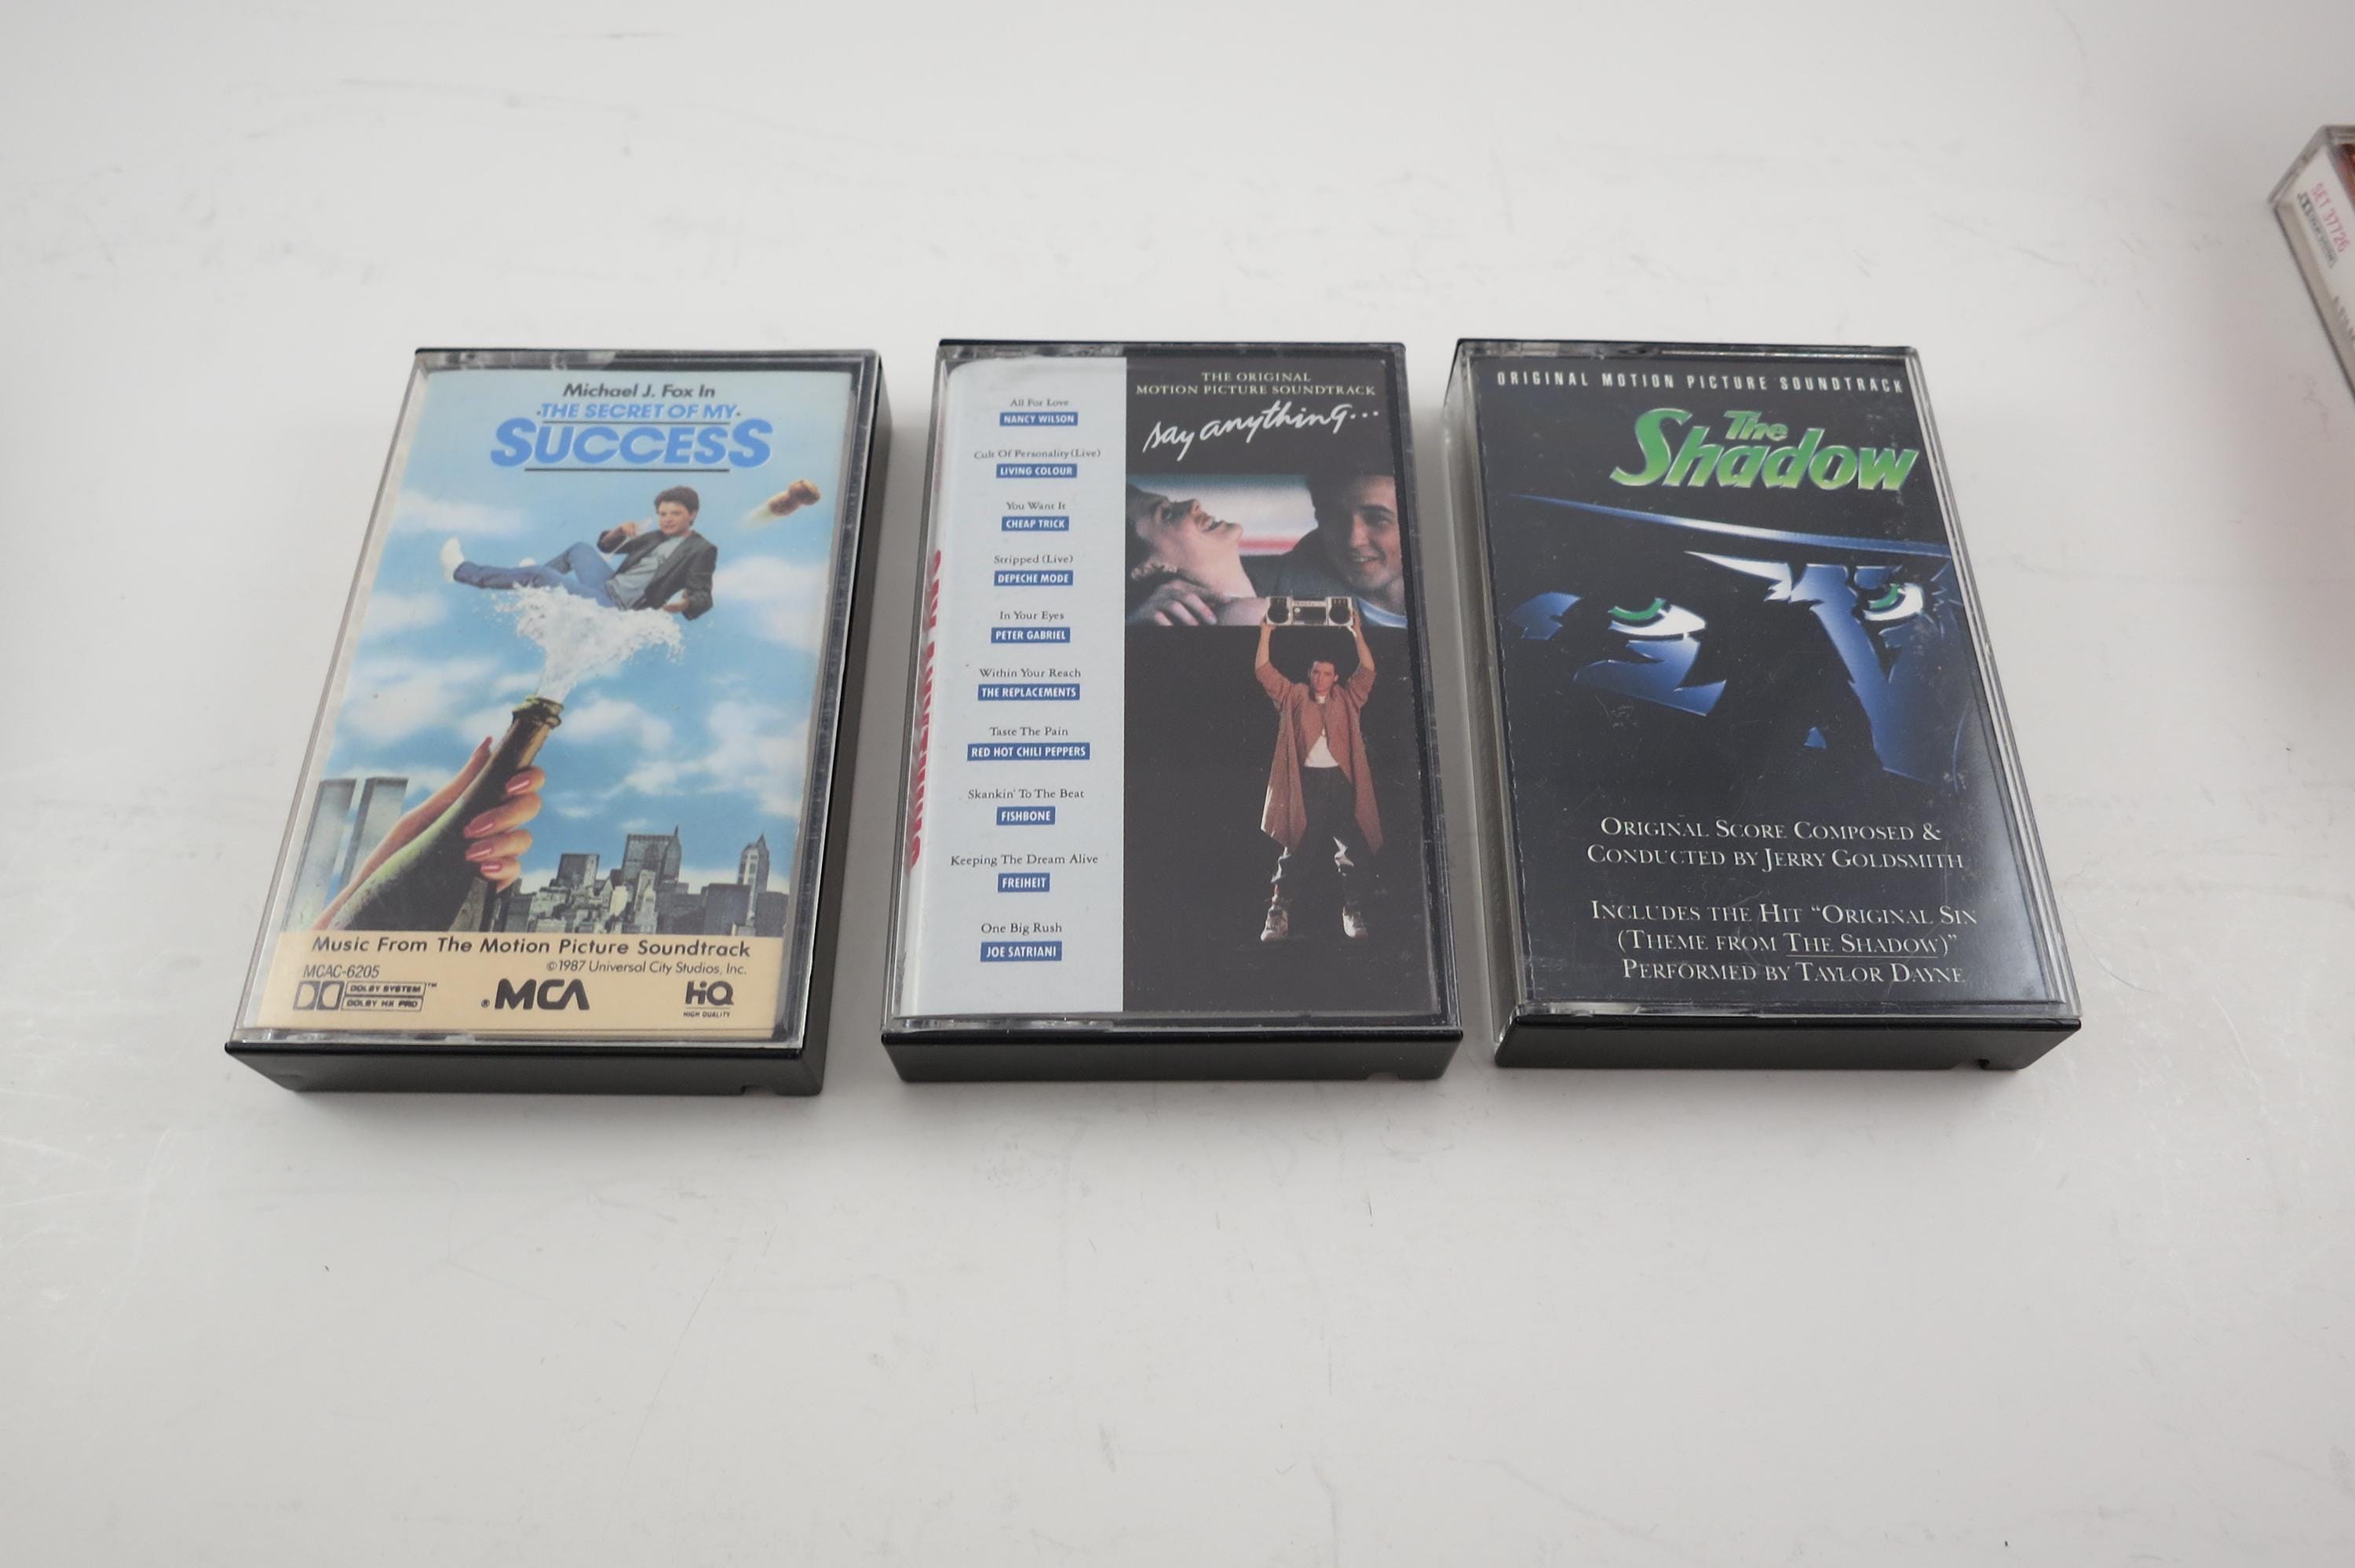 Michael J. Fox In
•THE SECRET OF MY•
SUCCESS
Music From The Motion Picture Soundtrack
©1987 Universal City Studios, Inc.
MCAC-6205
DOLBY SYSTEM™
DOLBY HX PRO
MCA
HiQ
HIGH QUALITY
All For Love
NANCY WILSON
Cult Of Personality (Live)
LIVING COLOUR
You Want It
CHEAP TRICK
Stripped (Live)
DEPECHE MODE
In Your Eyes
PETER GABRIEL
Within Your Reach
THE REPLACEMENTS
Taste The Pain
RED HOT CHILI PEPPERS
Skankin' To The Beat
FISHBONE
Keeping The Dream Alive
FREIHEIT
One Big Rush
JOE SATRIANI
THE ORIGINAL
MOTION PICTURE SOUNDTRACK
say anything...
ORIGINAL MOTION PICTURE SOUNDTRACK
The
Shadow
ORIGINAL SCORE COMPOSED &
CONDUCTED BY JERRY GOLDSMITH
INCLUDES THE HIT "ORIGINAL SIN
(THEME FROM THE SHADOW)"
PERFORMED BY TAYLOR DAYNE
SET 37726